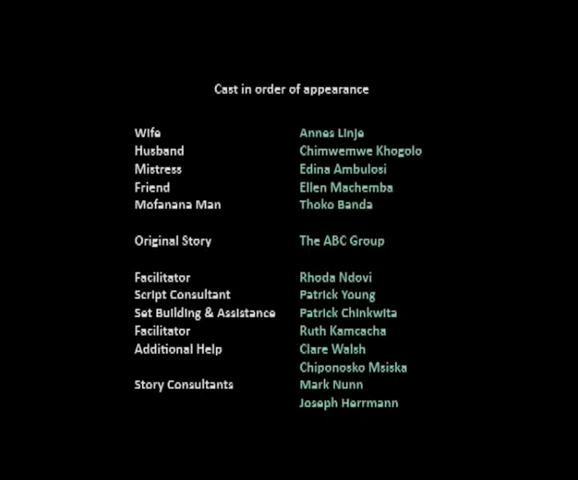 Cast in order of appearance
Wife Annes Linje
Husband Chimwemwe Khogolo
Mistress Edina Ambulosi
Friend Ellen Machemba
Mofanana Man Thoko Banda
Original Story The ABC Group
Facilitator Rhoda Ndovi
Script Consultant Patrick Young
Set Building & Assistance Patrick Chinkwita
Facilitator Ruth Kamcacha
Additional Help Clare Walsh
Chiponosko Msiska
Story Consultants Mark Nunn
Joseph Herrmann